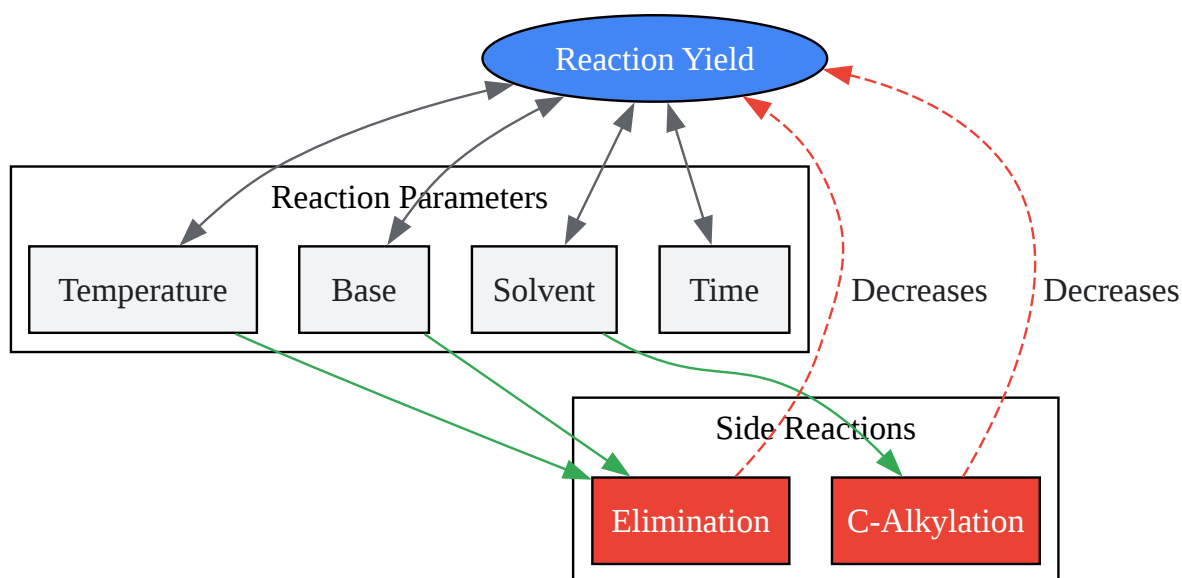 Reaction Yield
Reaction Parameters
Temperature
Base
Solvent
Time
Decreases
Decreases
Side Reactions
Elimination
C-Alkylation